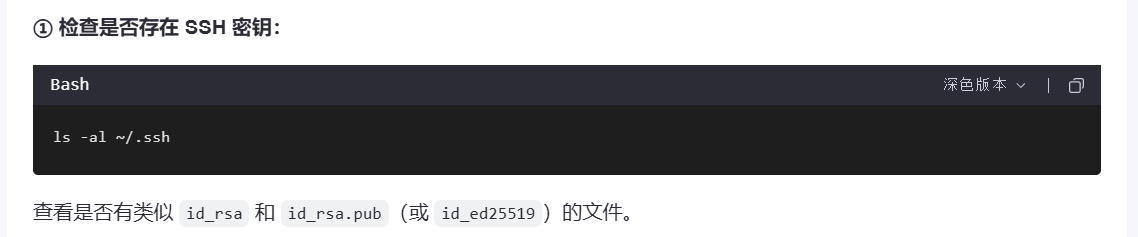 ① 检查是否存在 SSH 密钥：
Bash 深色版本
ls -al ~/.ssh
查看是否有类似 id_rsa 和 id_rsa.pub（或 id_ed25519）的文件。